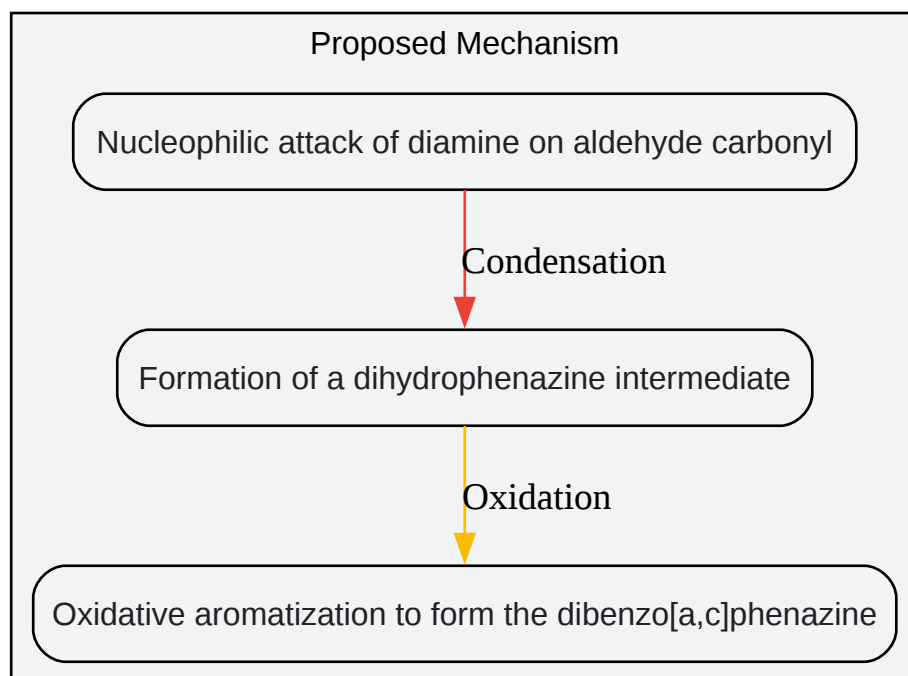 Proposed Mechanism
Nucleophilic attack of diamine on aldehyde carbonyl
Condensation
Formation of a dihydrophenazine intermediate
Oxidation
Oxidative aromatization to form the dibenzo[a,c]phenazine